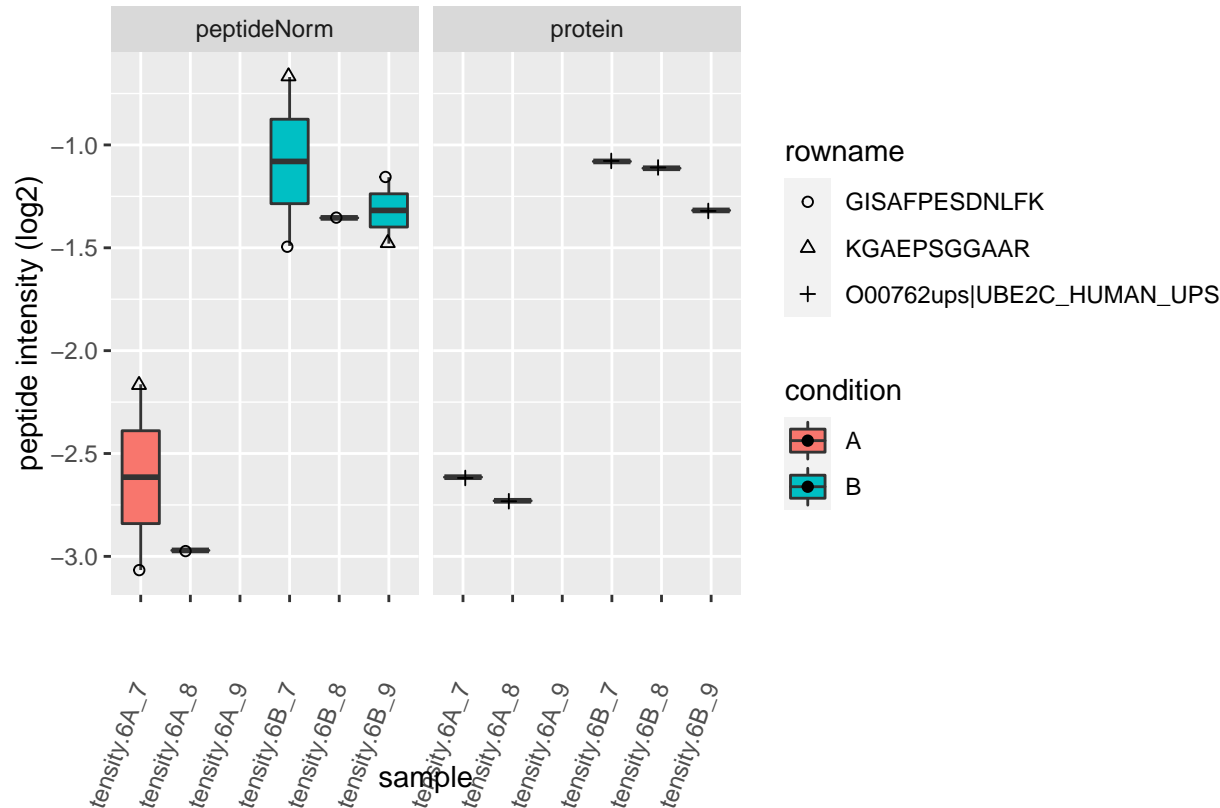 peptideNorm
protein
peptide intensity (log2)
−1.0
−1.5
−2.0
−2.5
−3.0
tensity.6A_7
tensity.6A_8
tensity.6A_9
tensity.6B_7
tensity.6B_8
tensity.6B_9
tensity.6A_7
tensity.6A_8
tensity.6A_9
tensity.6B_7
tensity.6B_8
tensity.6B_9
sample
rowname
GISAFPESDNLFK
KGAEPSGGAAR
O00762ups|UBE2C_HUMAN_UPS
condition
A
B